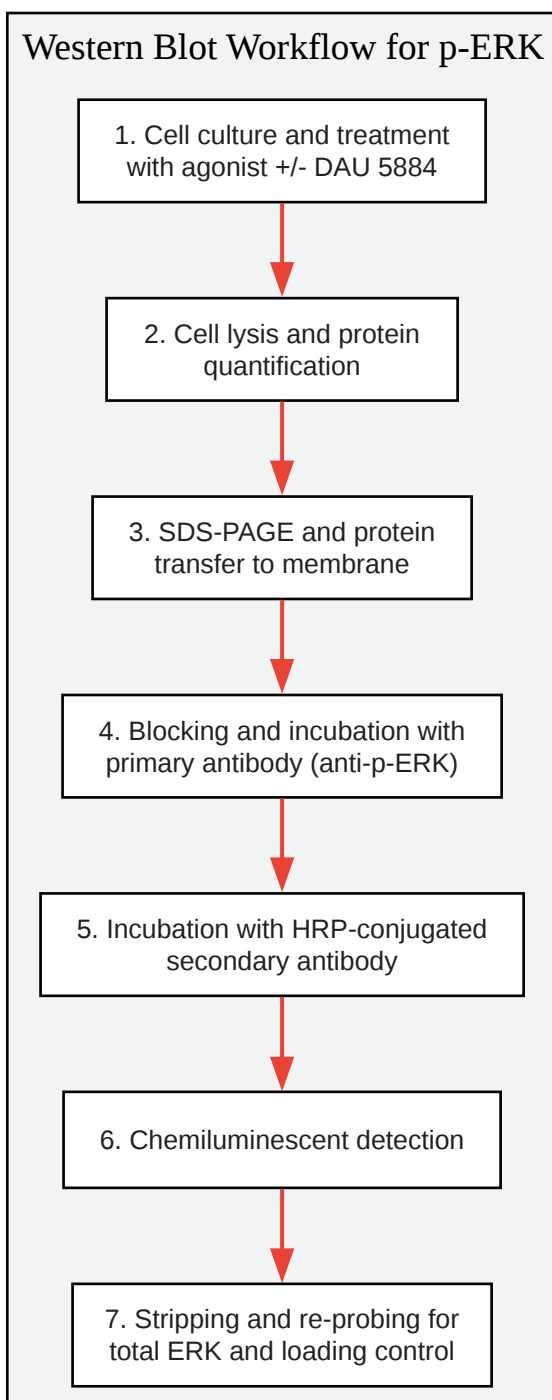 Western Blot Workflow for p-ERK
1. Cell culture and treatment
with agonist +/- DAU 5884
2. Cell lysis and protein
quantification
3. SDS-PAGE and protein
transfer to membrane
4. Blocking and incubation with
primary antibody (anti-p-ERK)
5. Incubation with HRP-conjugated
secondary antibody
6. Chemiluminescent detection
7. Stripping and re-probing for
total ERK and loading control